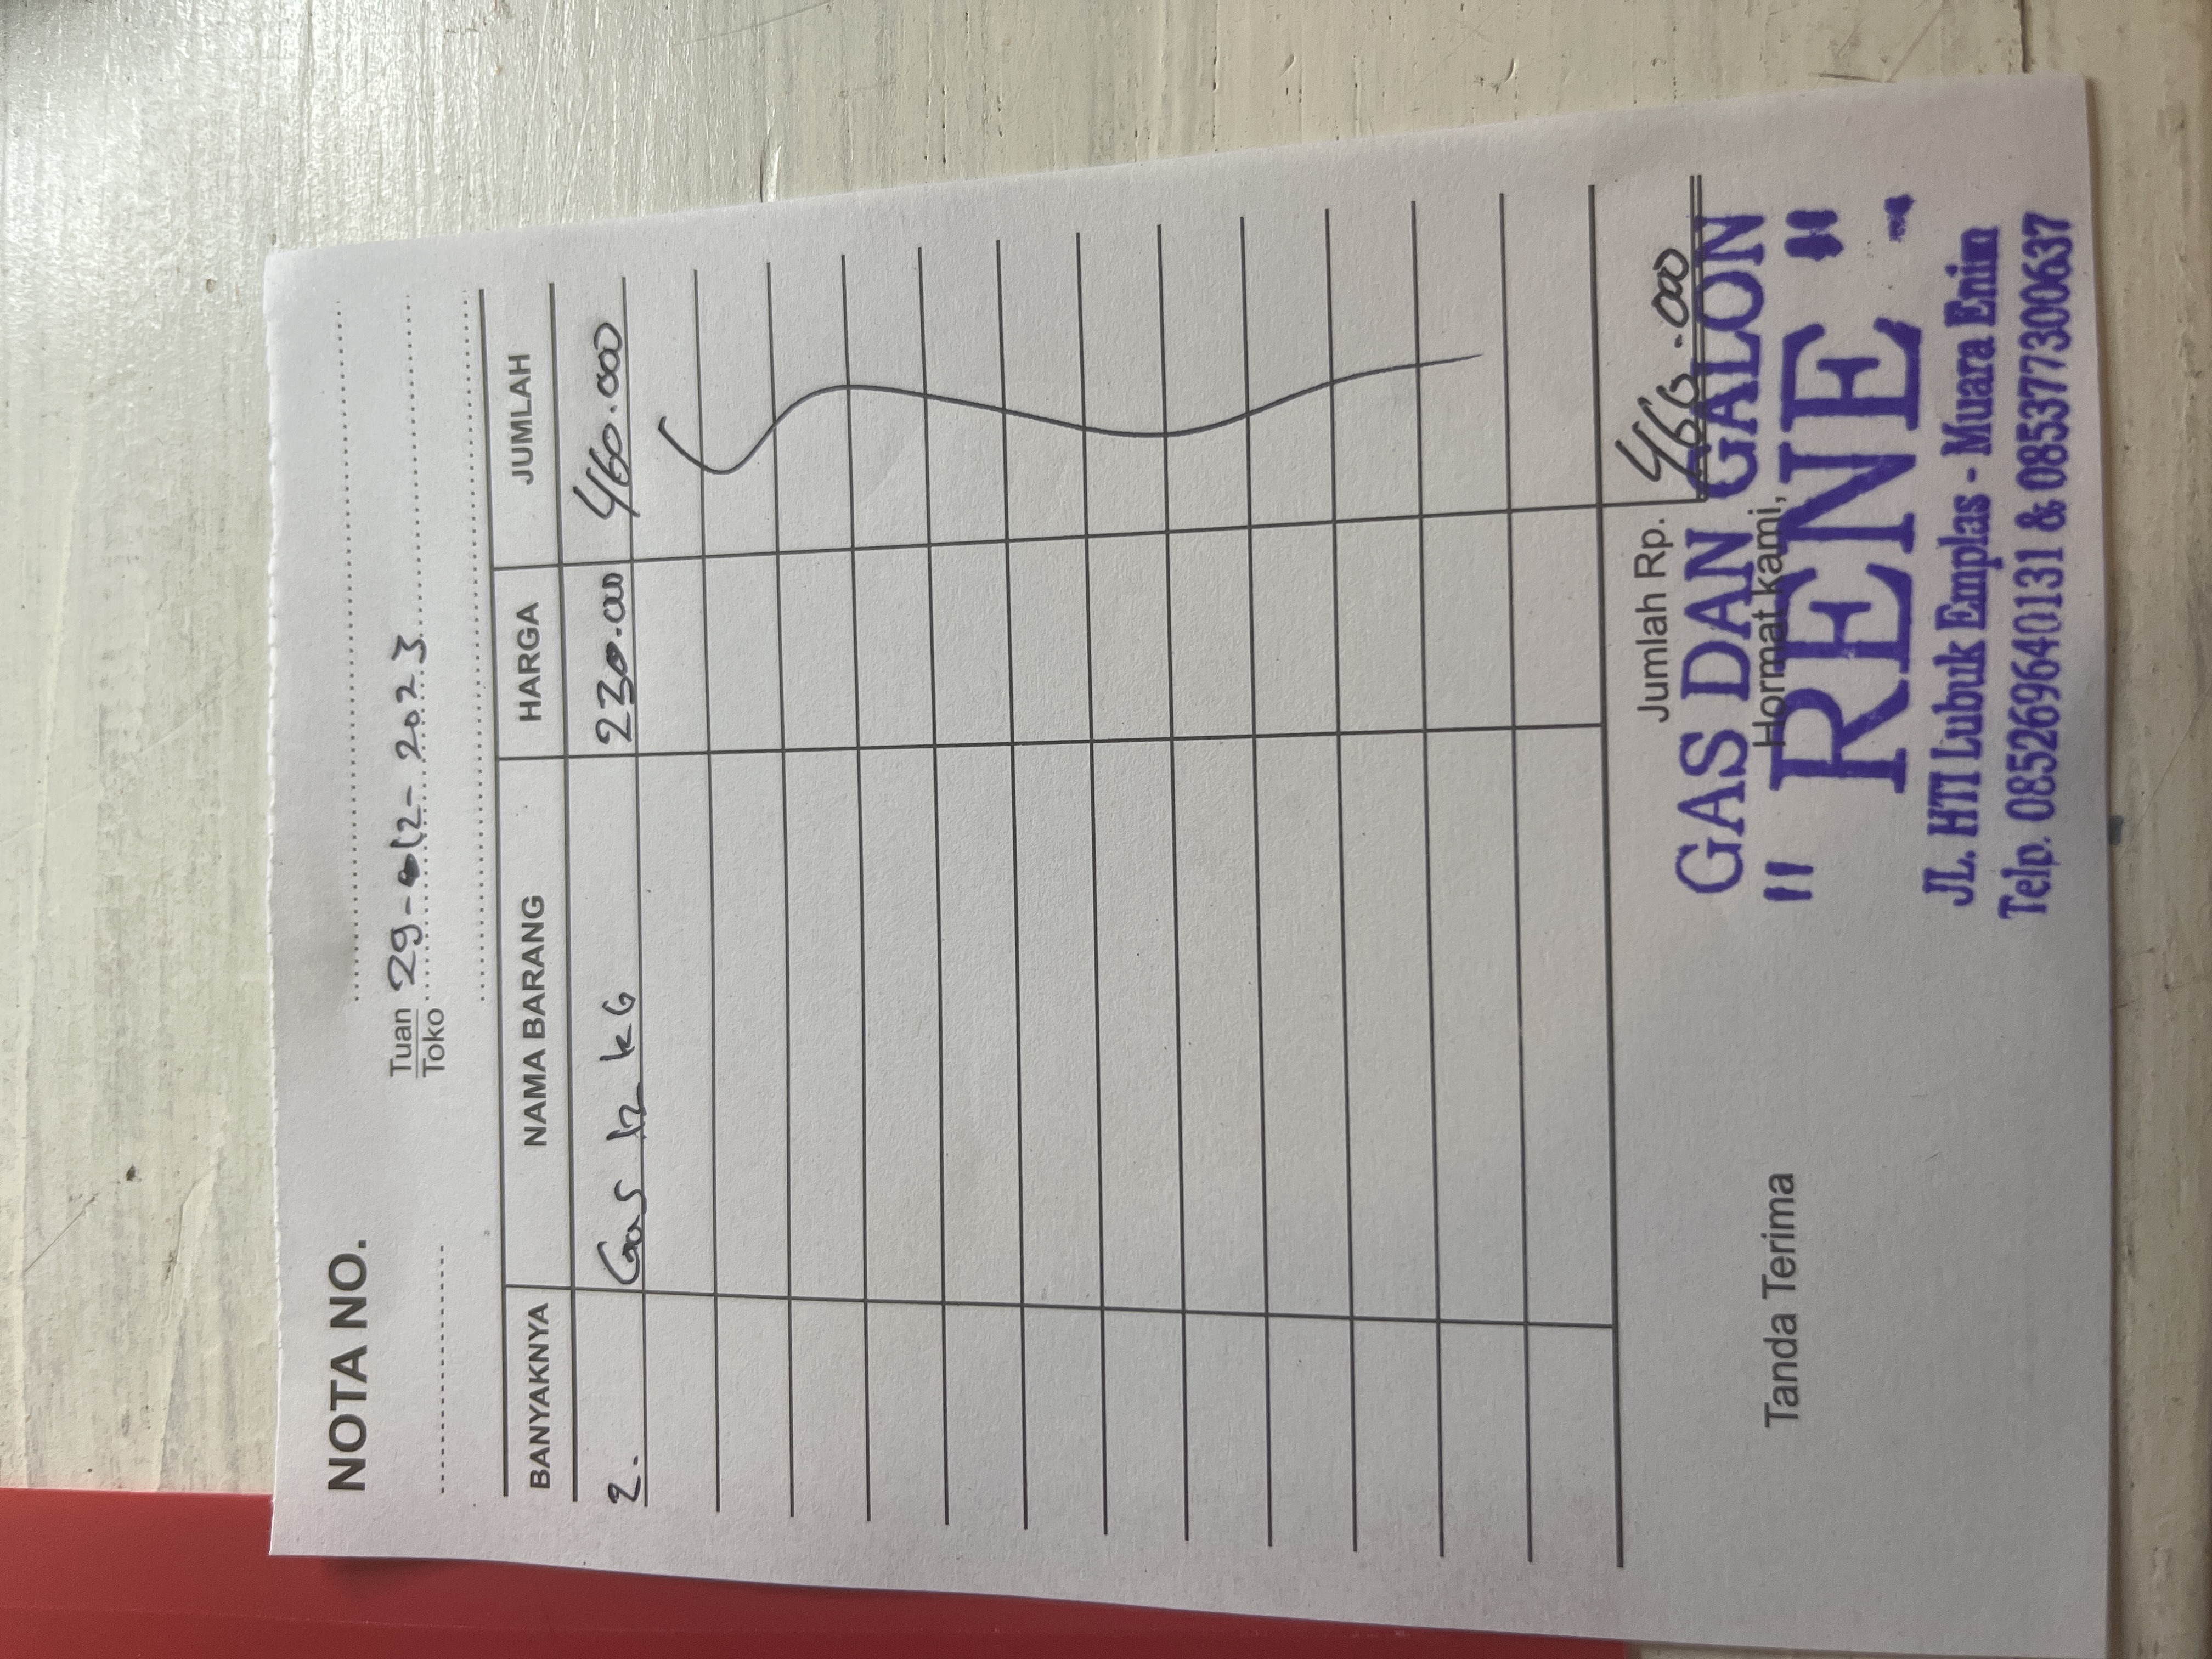 NOTA NO.
Tuan 29-12-2023
Toko
BANYAKNYA NAMA BARANG HARGA JUMLAH
2. Gas 12 kG 230.000 460.000
Jumlah Rp. 460.000
Tanda Terima Hormat kami,
GAS DAN GALON
" RENE "
JL. HTI Lubuk Emplas - Muara Enim
Telp. 085269640131 & 085377300637